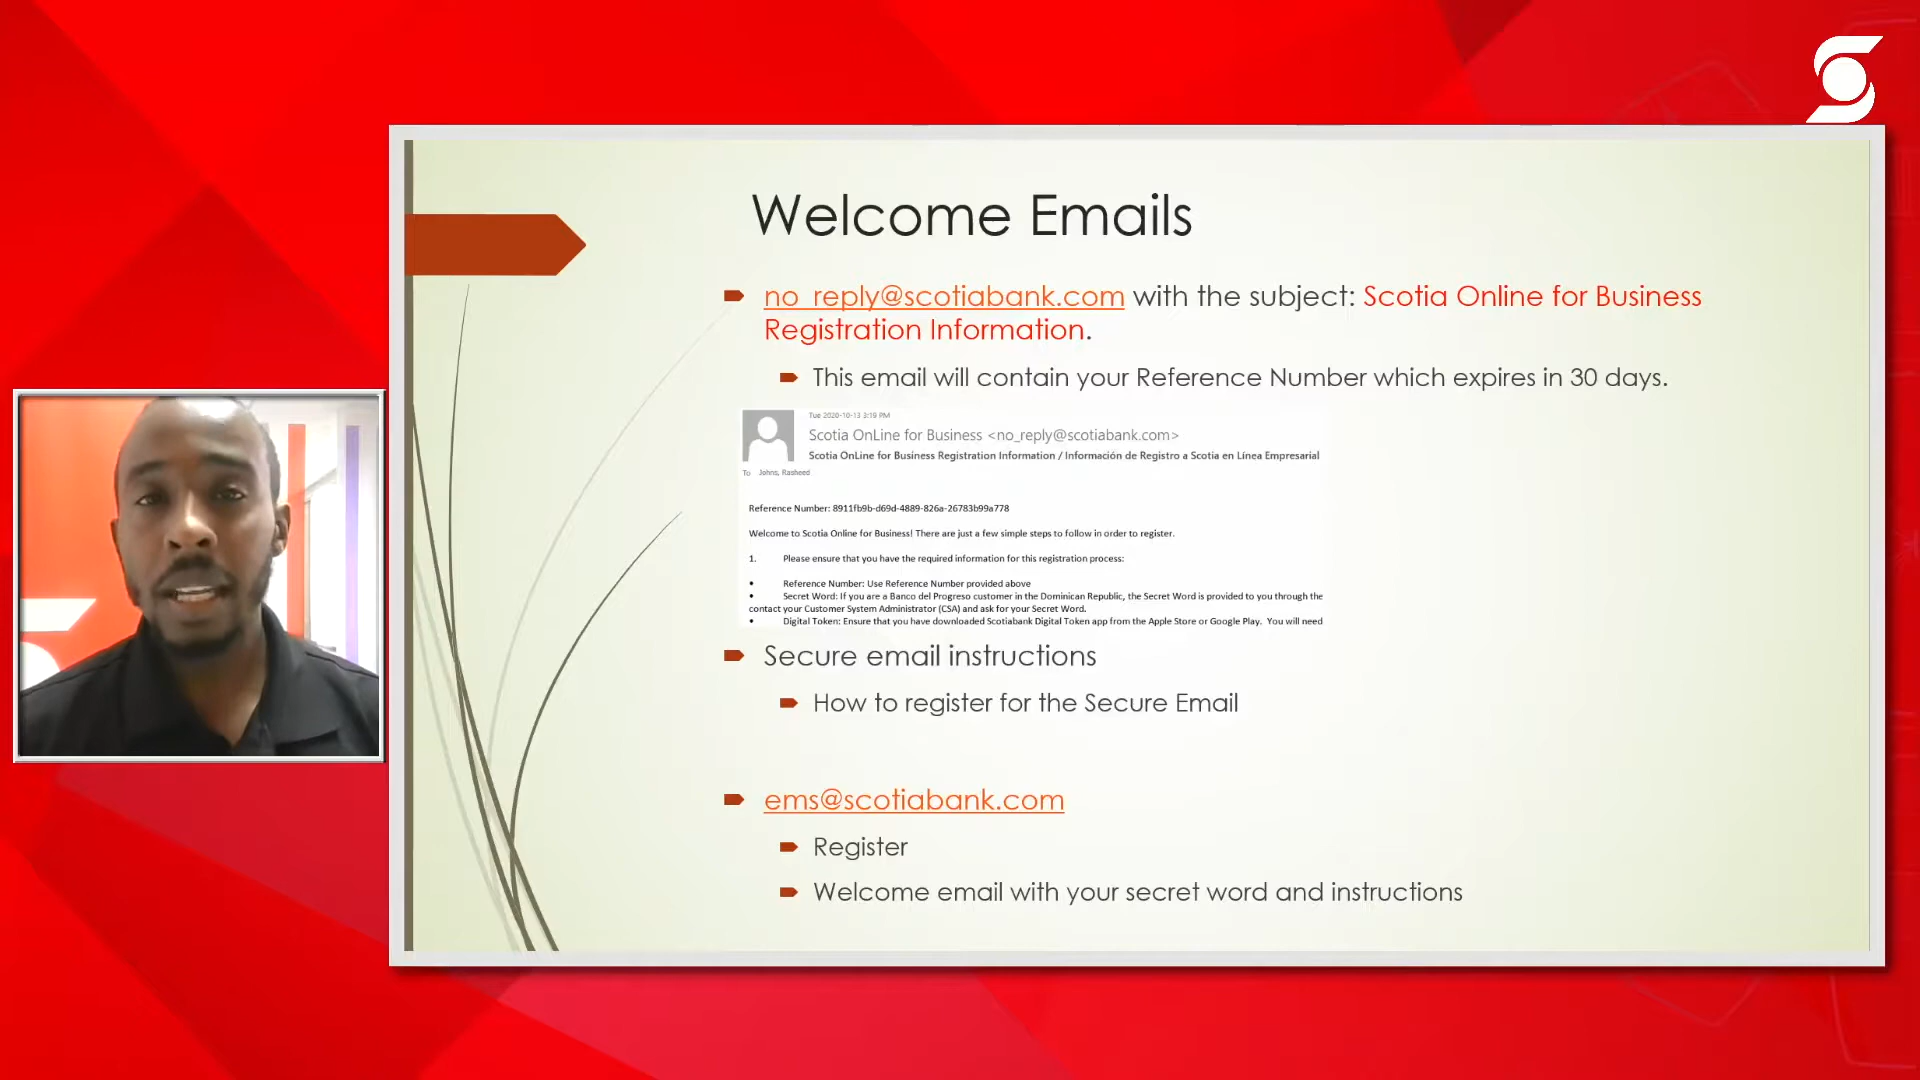 Welcome Emails
no_reply@scotiabank.com with the subject: Scotia Online for Business
Registration Information.
This email will contain your Reference Number which expires in 30 days.
Tue 2020-10-13 3:19 PM
Scotia OnLine for Business <no_reply@scotiabank.com>
Scotia OnLine for Business Registration Information / Información de Registro a Scotia en Línea Empresarial
To Johns, Rasheed
Reference Number: 8911fb9b-d69d-4889-826a-26783b99a778
Welcome to Scotia Online for Business! There are just a few simple steps to follow in order to register.
1. Please ensure that you have the required information for this registration process:
• Reference Number: Use Reference Number provided above
• Secret Word: If you are a Banco del Progreso customer in the Dominican Republic, the Secret Word is provided to you through the
contact your Customer System Administrator (CSA) and ask for your Secret Word.
• Digital Token: Ensure that you have downloaded Scotiabank Digital Token app from the Apple Store or Google Play. You will need
Secure email instructions
How to register for the Secure Email
ems@scotiabank.com
Register
Welcome email with your secret word and instructions